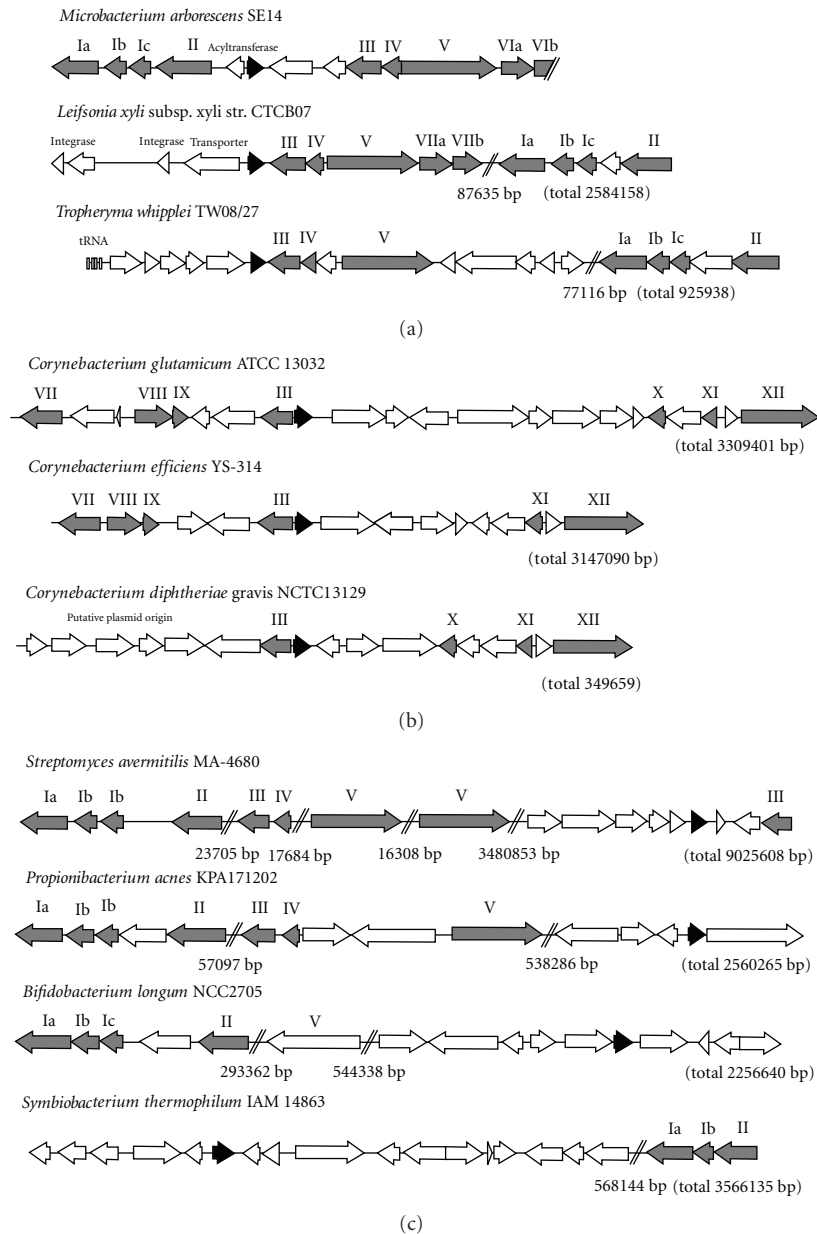 Microbacterium arborescens SE14
Ia Ib Ic II Acyltransferase III IV V VIa VIb
Leifsonia xyli subsp. xyli str. CTCB07
Integrase Integrase Transporter III IV V VIIa VIIb Ia Ib Ic II
87635 bp (total 2584158)
Tropheryma whipplei TW08/27
tRNA III IV V Ia Ib Ic II
77116 bp (total 925938)
(a)
Corynebacterium glutamicum ATCC 13032
VII VIII IX III X XI XII
(total 3309401 bp)
Corynebacterium efficiens YS-314
VII VIII IX III XI XII
(total 3147090 bp)
Corynebacterium diphtheriae gravis NCTC13129
Putative plasmid origin III X XI XII
(total 349659)
(b)
Streptomyces avermitilis MA-4680
Ia Ib Ib II III IV V V III
23705 bp 17684 bp 16308 bp 3480853 bp (total 9025608 bp)
Propionibacterium acnes KPA171202
Ia Ib Ib II III IV V
57097 bp 538286 bp (total 2560265 bp)
Bifidobacterium longum NCC2705
Ia Ib Ic II V
293362 bp 544338 bp (total 2256640 bp)
Symbiobacterium thermophilum IAM 14863
Ia Ib II
568144 bp (total 3566135 bp)
(c)